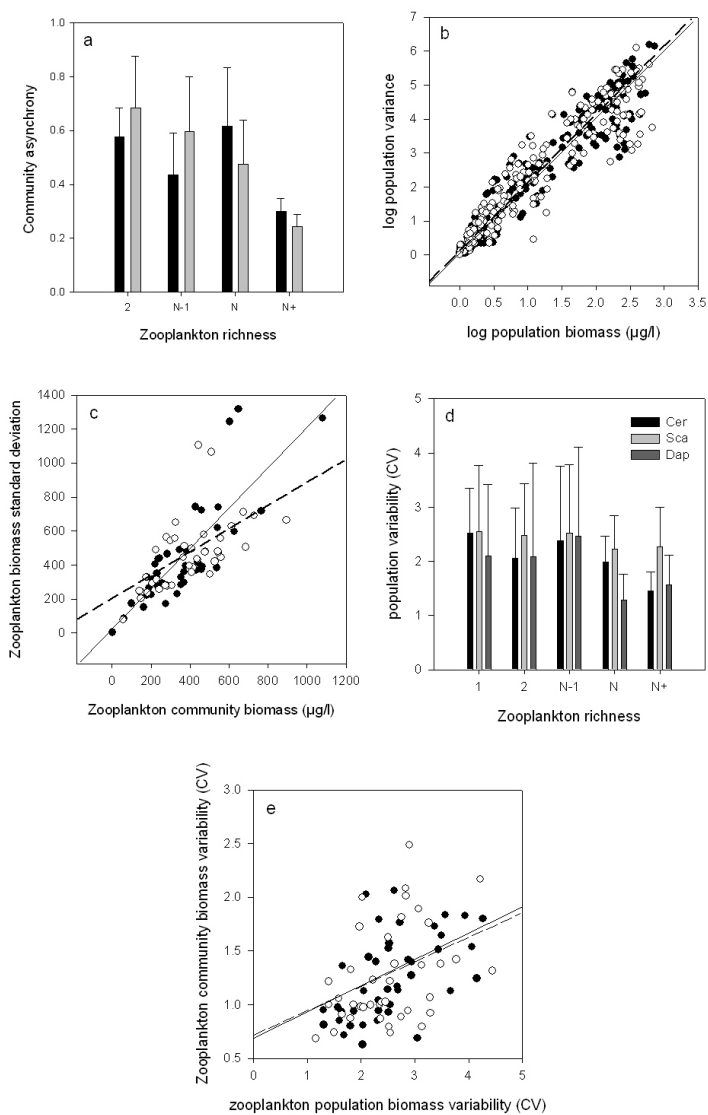 a
1.0
0.8
0.6
0.4
0.2
0.0
Community asynchrony
2 N-1 N N+
Zooplankton richness
b
7
6
5
4
3
2
1
0
log population variance
0.0 0.5 1.0 1.5 2.0 2.5 3.0 3.5
log population biomass (µg/l)
c
1400
1200
1000
800
600
400
200
0
Zooplankton biomass standard deviation
0 200 400 600 800 1000 1200
Zooplankton community biomass (µg/l)
d
Cer
Sca
Dap
5
4
3
2
1
0
population variability (CV)
1 2 N-1 N N+
Zooplankton richness
e
3.0
2.5
2.0
1.5
1.0
0.5
Zooplankton community biomass variability (CV)
0 1 2 3 4 5
zooplankton population biomass variability (CV)